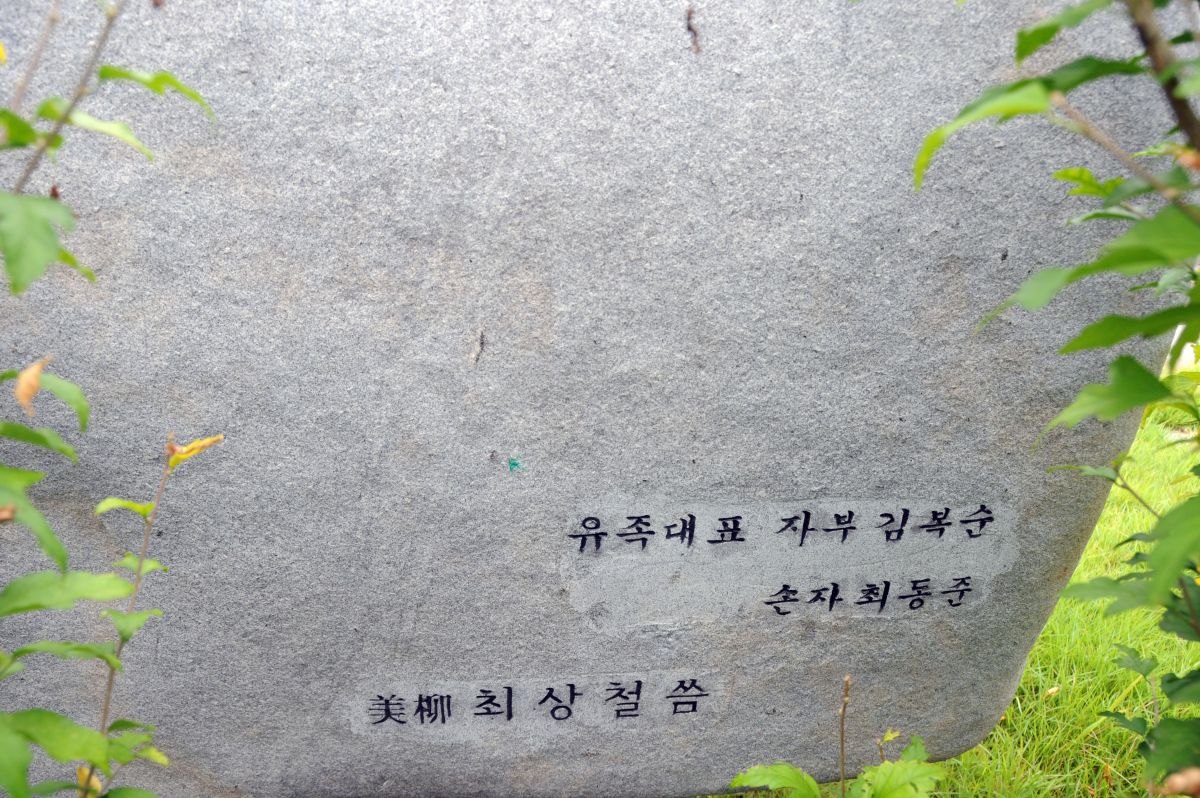 유족대표 자부 김복순
손자 최동준
美柳 최상철 씀